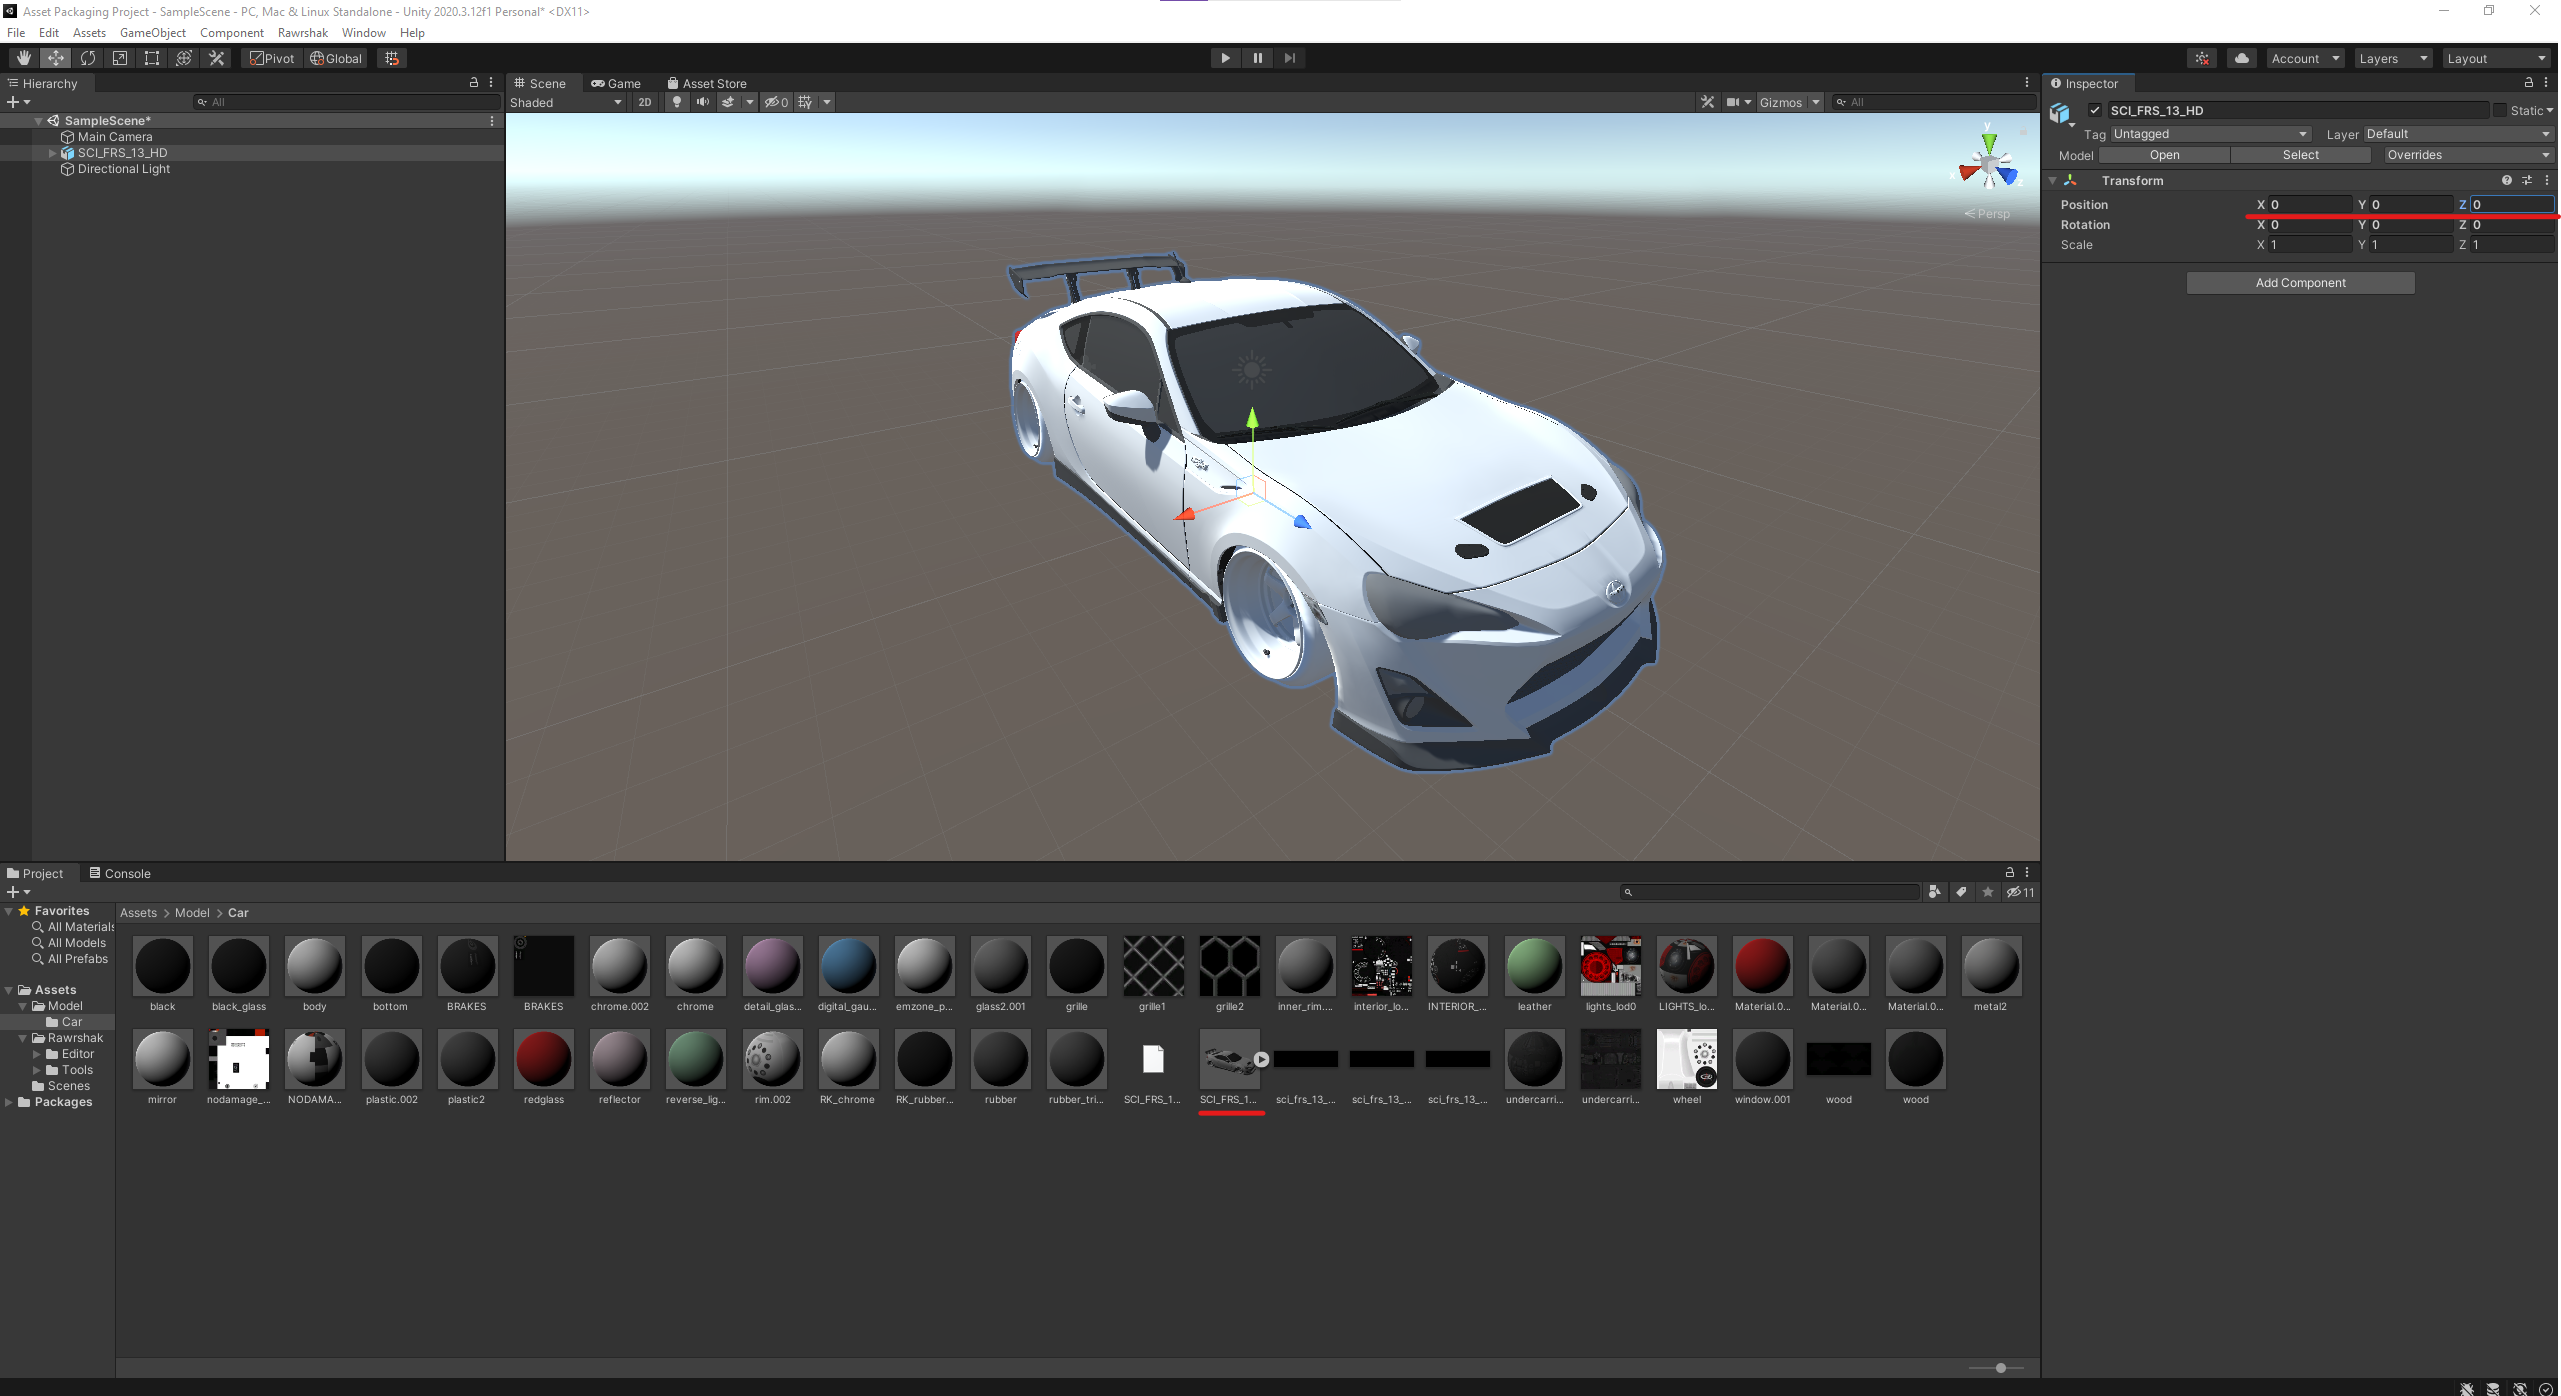 Asset Packaging Project - SampleScene - PC, Mac & Linux Standalone - Unity 2020.3.12f1 Personal* <DX11>
File Edit Assets GameObject Component Rawrshak Window Help
Pivot Global Account Layers Layout
Hierarchy
All
SampleScene*
Main Camera
SCI_FRS_13_HD
Directional Light
Scene Game Asset Store
Shaded 2D 0 Gizmos All
y
x
z
Persp
Inspector
SCI_FRS_13_HD Static
Tag Untagged Layer Default
Model Open Select Overrides
Transform
Position X 0 Y 0 Z 0
Rotation X 0 Y 0 Z 0
Scale X 1 Y 1 Z 1
Add Component
Project Console
11
Favorites
All Materials
All Models
All Prefabs
Assets
Model
Car
Rawrshak
Editor
Tools
Scenes
Packages
Assets > Model > Car
black black_glass body bottom BRAKES BRAKES chrome.002 chrome detail_glas... digital_gau... emzone_p... glass2.001 grille grille1 grille2 inner_rim.... interior_lo... INTERIOR_... leather lights_lod0 LIGHTS_lo... Material.0... Material.0... Material.0... metal2
mirror nodamage_... NODAMA... plastic.002 plastic2 redglass reflector reverse_lig... rim.002 RK_chrome RK_rubber... rubber rubber_tri... SCI_FRS_1... SCI_FRS_1... sci_frs_13_... sci_frs_13_... sci_frs_13_... undercarri... undercarri... wheel window.001 wood wood